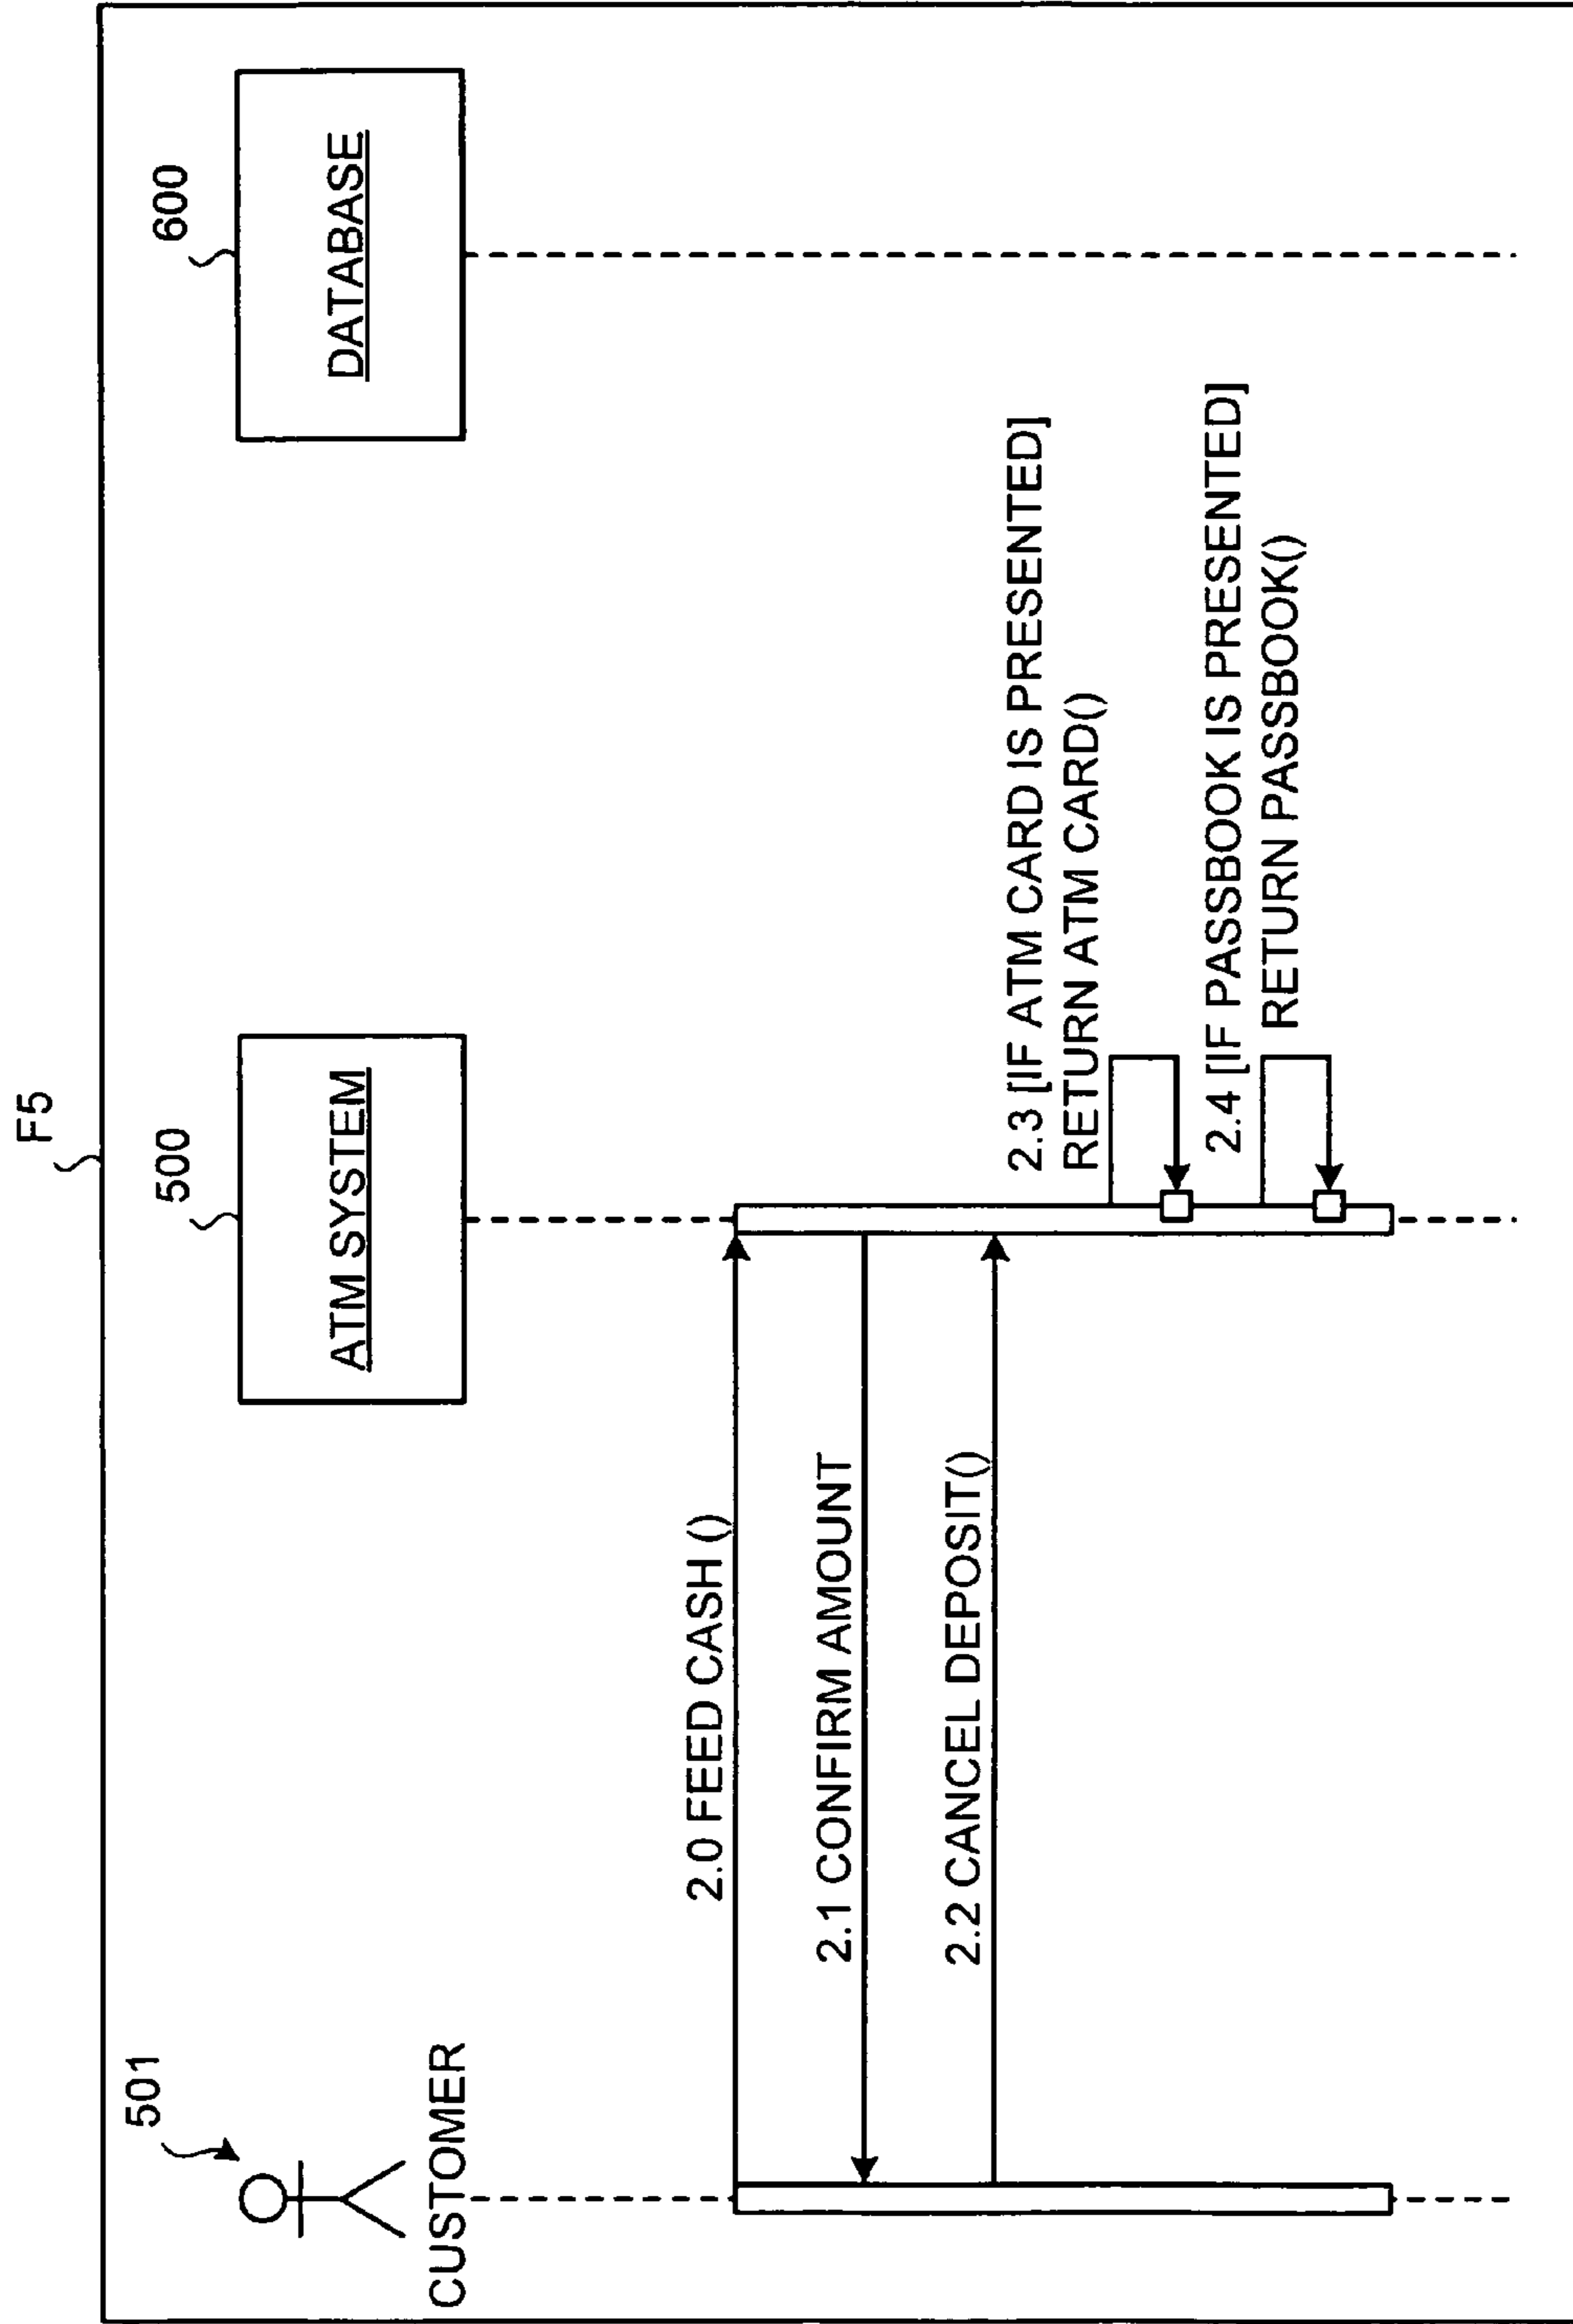 F5
501
500
600
CUSTOMER
ATM SYSTEM
DATABASE
2.0 FEED CASH ()
2.1 CONFIRM AMOUNT
2.2 CANCEL DEPOSIT()
2.3 [IF ATM CARD IS PRESENTED]
RETURN ATM CARD()
2.4 [IF PASSBOOK IS PRESENTED]
RETURN PASSBOOK()